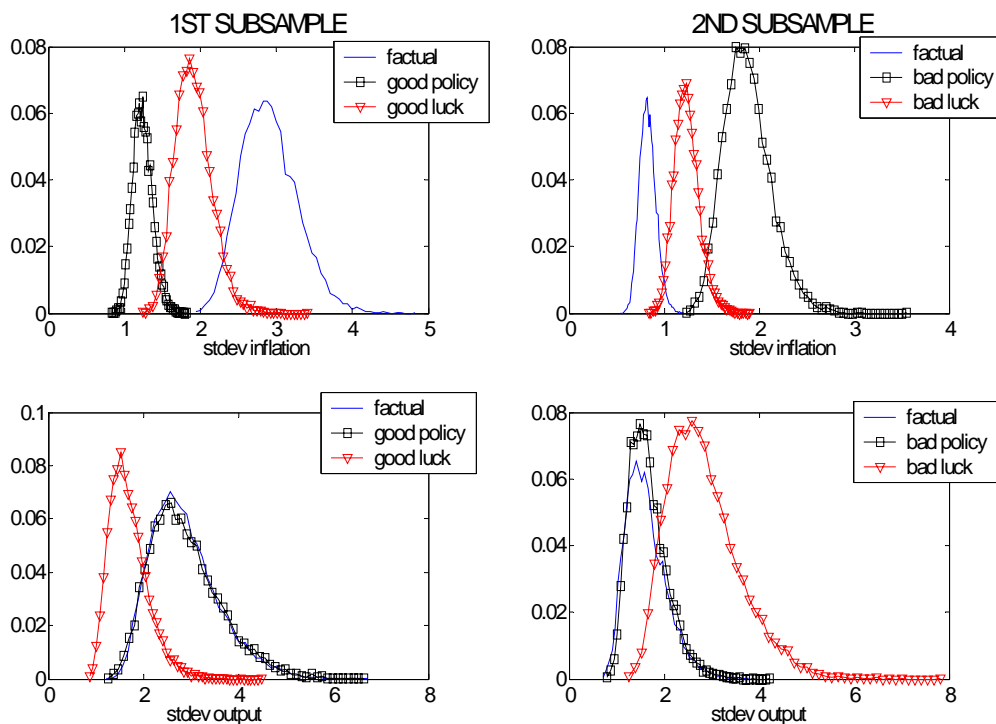 1ST SUBSAMPLE
0.08
0.06
0.04
0.02
0
0 1 2 3 4 5
stdev inflation
factual
good policy
good luck
2ND SUBSAMPLE
0.08
0.06
0.04
0.02
0
0 1 2 3 4
stdev inflation
factual
bad policy
bad luck
0.1
0.08
0.06
0.04
0.02
0
0 2 4 6 8
stdev output
factual
good policy
good luck
0.08
0.06
0.04
0.02
0
0 1 2 3 4 5 6 7 8
stdev output
factual
bad policy
bad luck